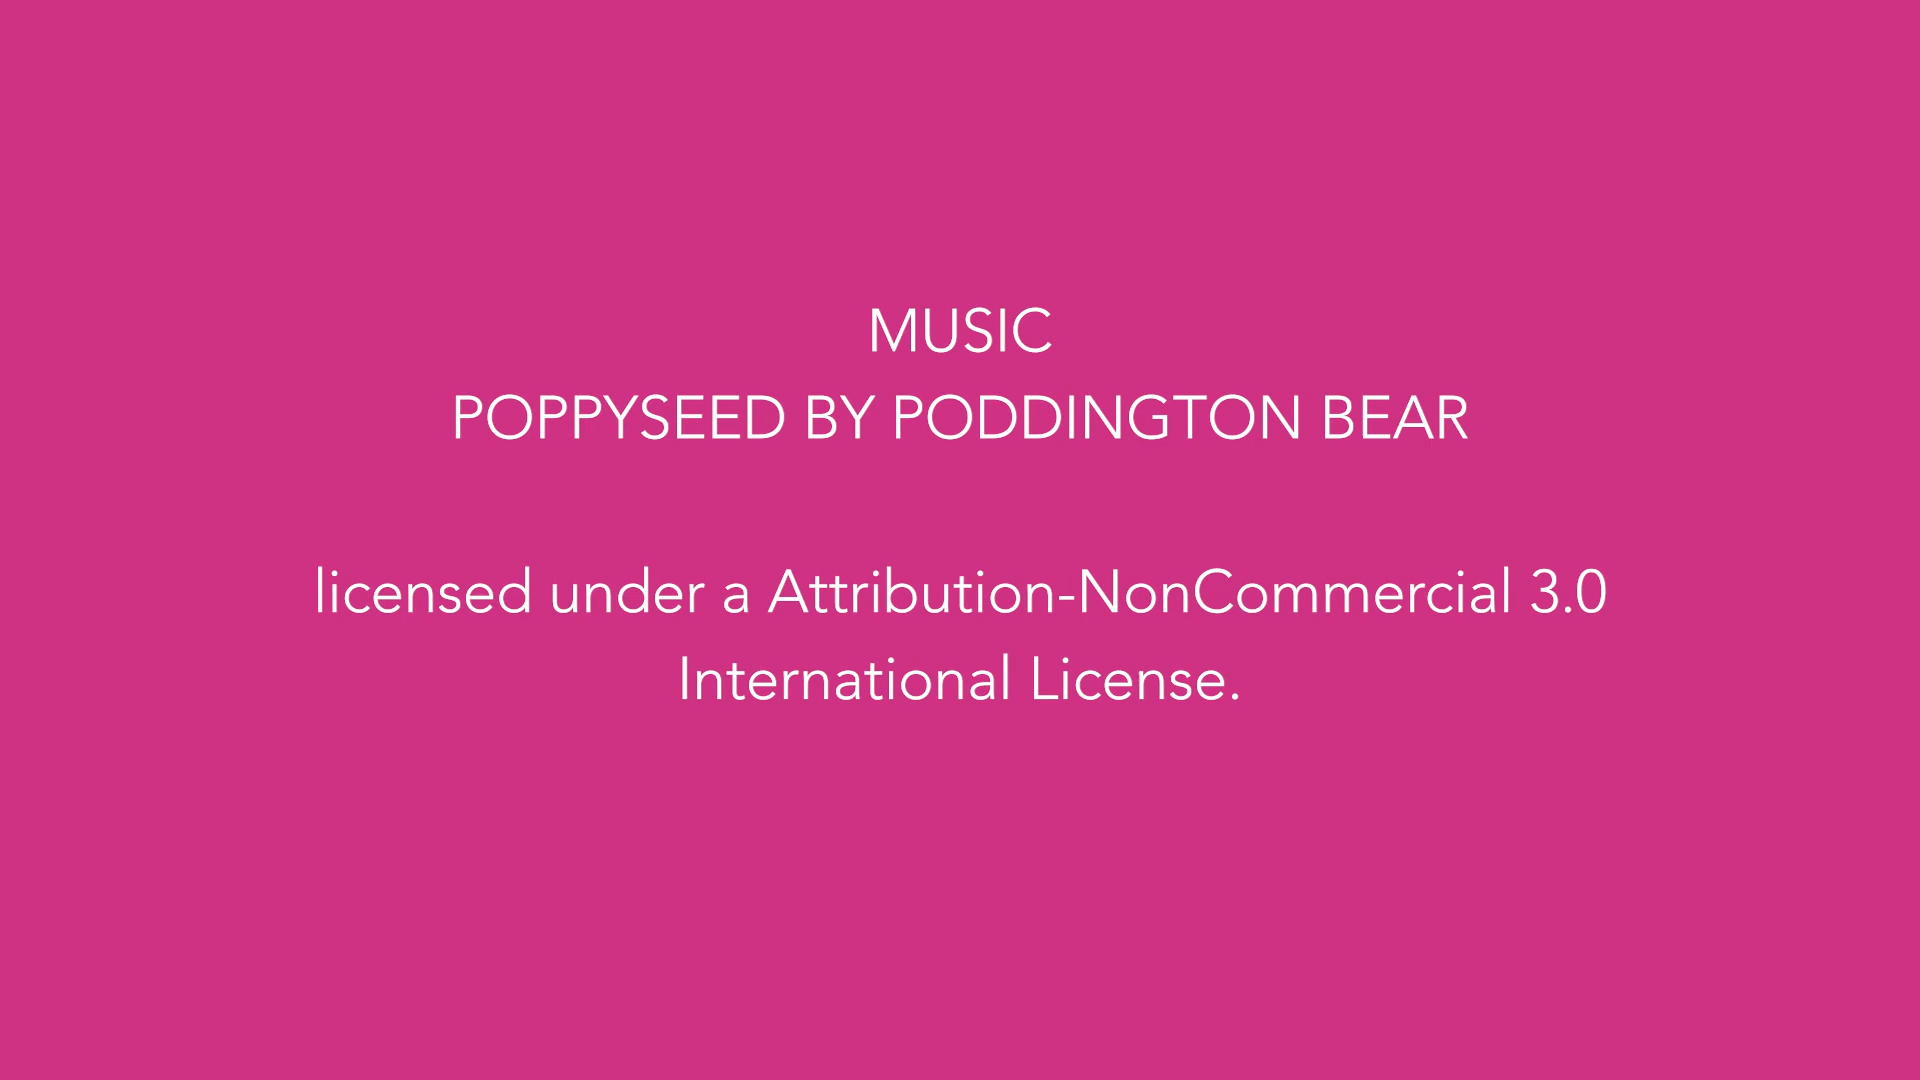 MUSIC
POPPYSEED BY PODDINGTON BEAR
licensed under a Attribution-NonCommercial 3.0
International License.